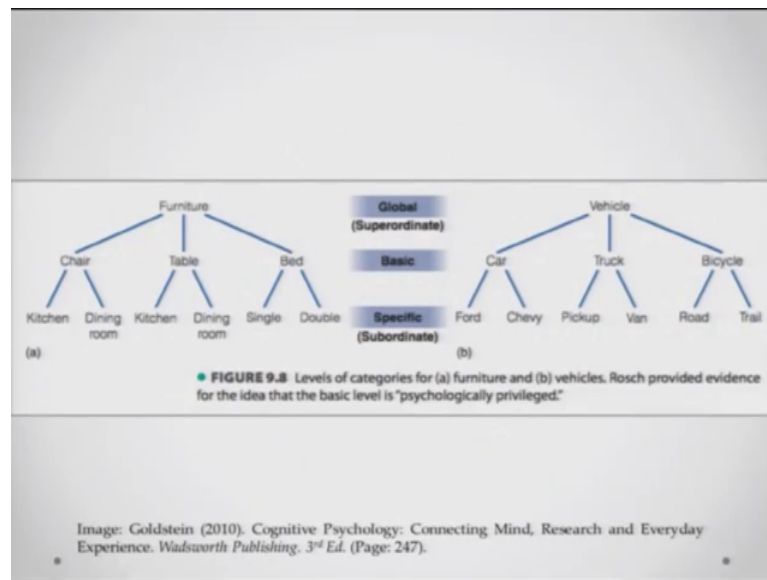 Furniture Global Vehicle
(Superordinate)
Chair Table Bed Basic Car Truck Bicycle
Kitchen Dining room Kitchen Dining room Single Double Specific Ford Chevy Pickup Van Road Trail
(Subordinate)
(a) (b)
• FIGURE 9.8 Levels of categories for (a) furniture and (b) vehicles. Rosch provided evidence
for the idea that the basic level is "psychologically privileged."
Image: Goldstein (2010). Cognitive Psychology: Connecting Mind, Research and Everyday
Experience. Wadsworth Publishing. 3rd Ed. (Page: 247).